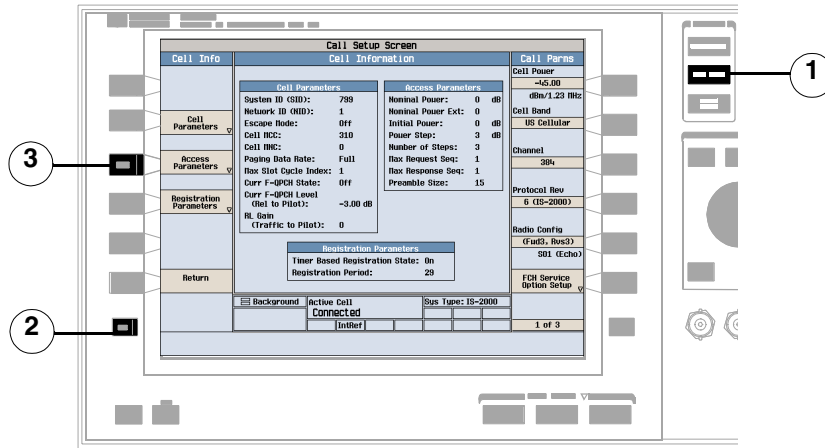 Call Setup Screen
Cell Info
Cell Information
Call Parms
Cell Parameters
System ID (SID): 799
Network ID (NID): 1
Escape Mode: Off
Cell MCC: 310
Cell MNC: 0
Paging Data Rate: Full
Max Slot Cycle Index: 1
Curr F-QPCH State: Off
Curr F-QPCH Level
(Rel to Pilot): -3.00 dB
RL Gain
(Traffic to Pilot): 0
Access Parameters
Nominal Power: 0 dB
Nominal Power Ext: 0
Initial Power: 0 dB
Power Step: 3 dB
Number of Steps: 3
Max Request Seq: 1
Max Response Seq: 1
Preamble Size: 15
Registration Parameters
Timer Based Registration State: On
Registration Period: 29
Cell
Parameters
Access
Parameters
Registration
Parameters
Return
Cell Power
-45.00
dBm/1.23 MHz
Cell Band
US Cellular
Channel
384
Protocol Rev
6 (IS-2000)
Radio Config
(Fwd3, Rvs3)
SO1 (Echo)
FCH Service
Option Setup
1 of 3
Background
Active Cell
Connected
Sys Type: IS-2000
IntRef
1
2
3